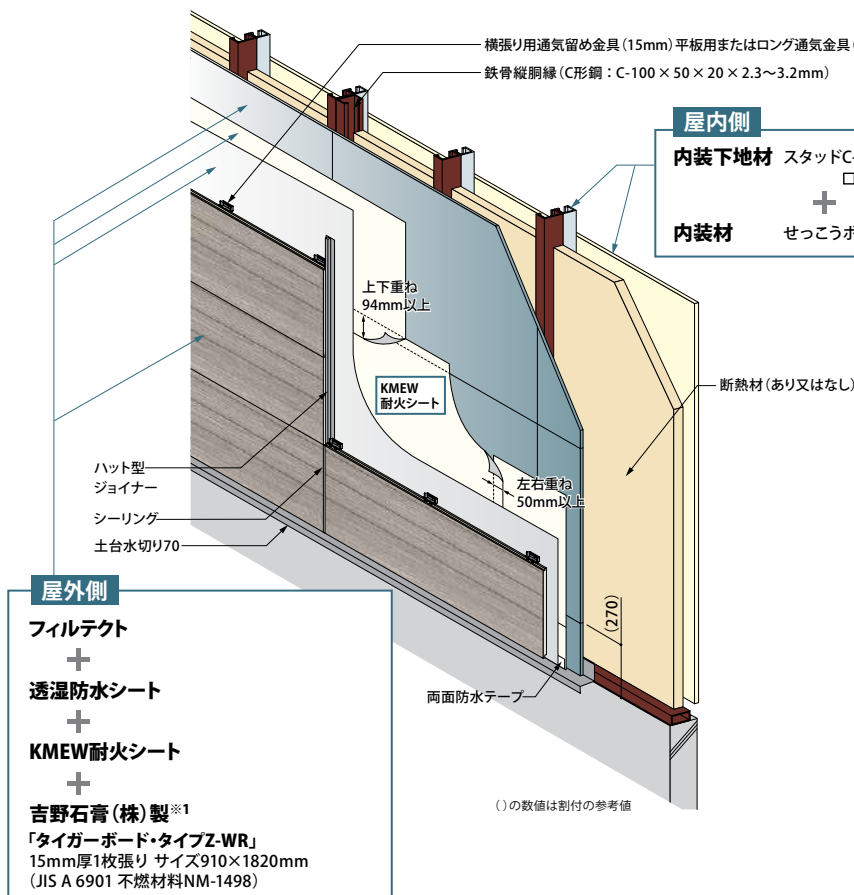 横張り用通気留め金具(15mm)平板用またはロング通気金具(
鉄骨縦胴縁(C形鋼：C-100×50×20×2.3～3.2mm)
屋内側
内装下地材 スタッドC-
ロ
＋
内装材 せっこうボ
上下重ね
94mm以上
KMEW
耐火シート
断熱材(あり又はなし)
ハット型
ジョイナー
左右重ね
50mm以上
シーリング
土台水切り70
(270)
両面防水テープ
屋外側
フィルテクト
＋
透湿防水シート
＋
KMEW耐火シート
＋
吉野石膏(株)製※1
「タイガーボード・タイプZ-WR」
15mm厚1枚張り サイズ910×1820mm
(JIS A 6901 不燃材料NM-1498)
( )の数値は割付の参考値